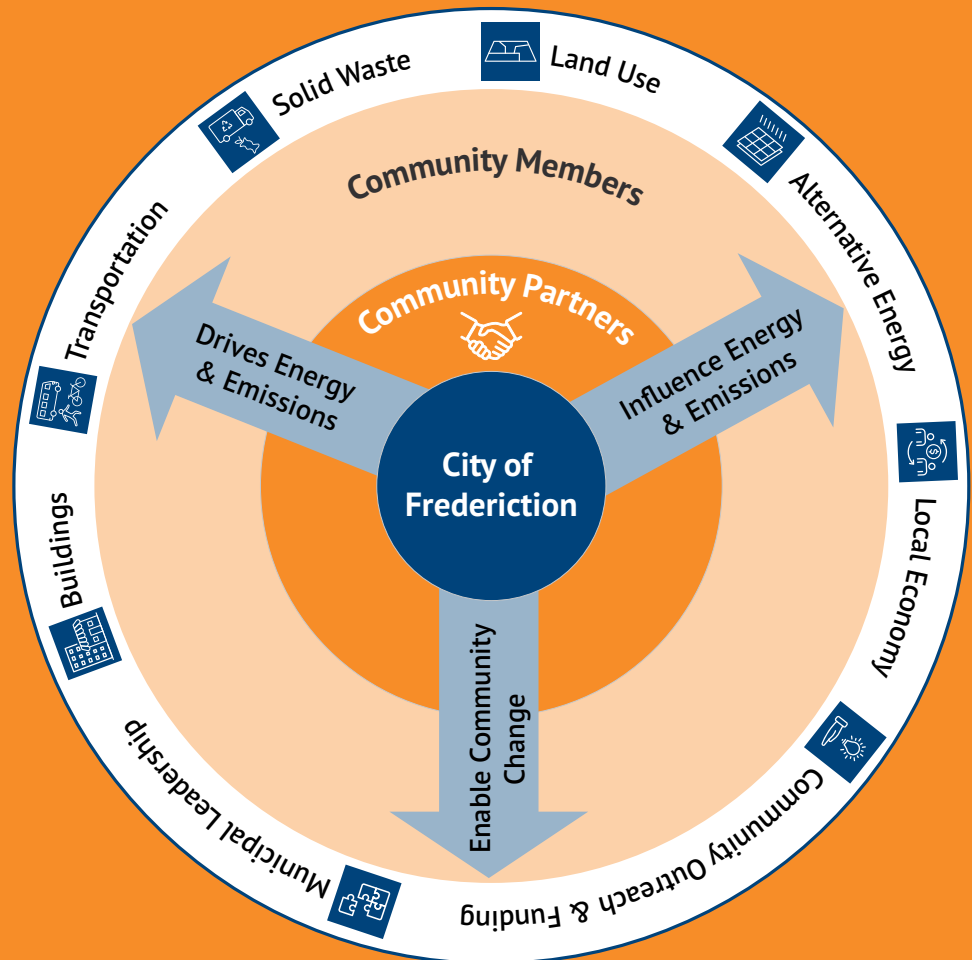 Land Use
Alternative Energy
Local Economy
Community Outreach & Funding
Municipal Leadership
Buildings
Transportation
Solid Waste
Community Members
Community Partners
Drives Energy
& Emissions
Influence Energy
& Emissions
City of
Frederiction
Enable Community
Change